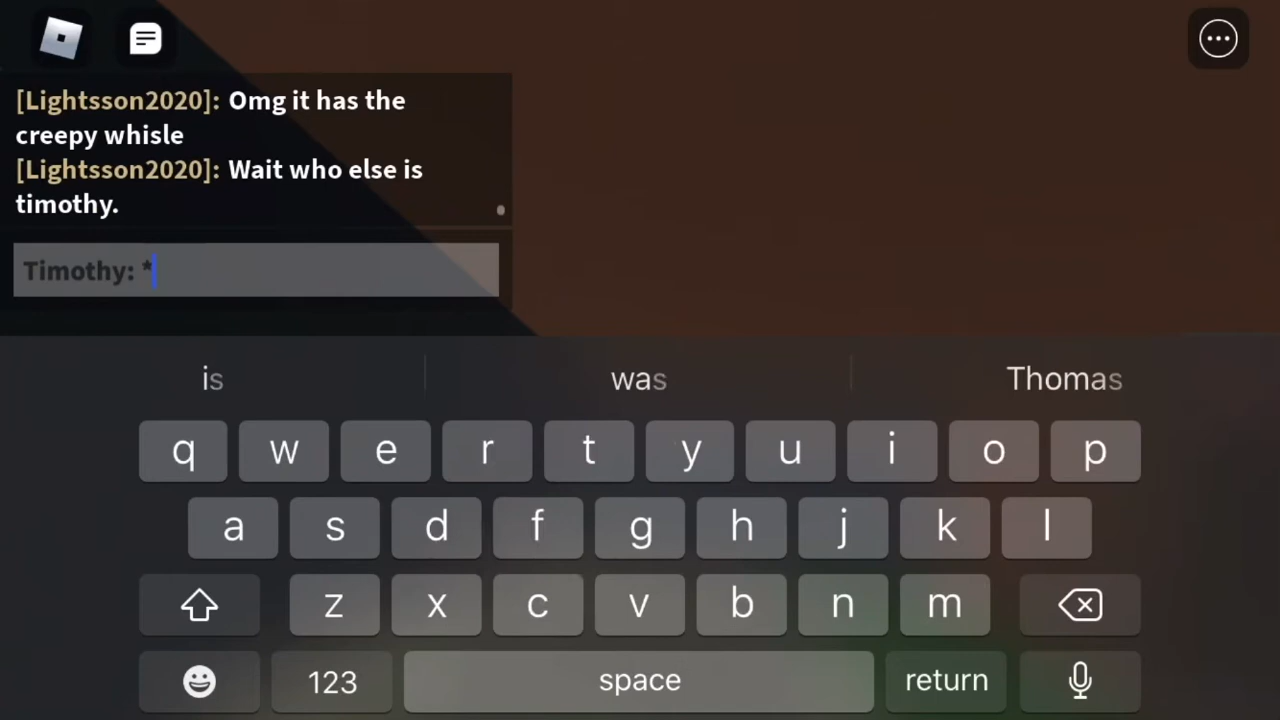 [Lightsson2020]: Omg it has the
creepy whisle
[Lightsson2020]: Wait who else is
timothy.
Timothy: *
is was Thomas
q w e r t y u i o p
a s d f g h j k l
z x c v b n m
123 space return